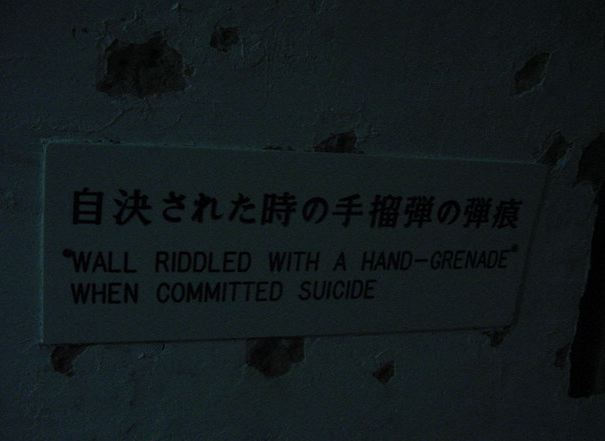 自決された時の手榴弾の弾痕
"WALL RIDDLED WITH A HAND-GRENADE"
WHEN COMMITTED SUICIDE